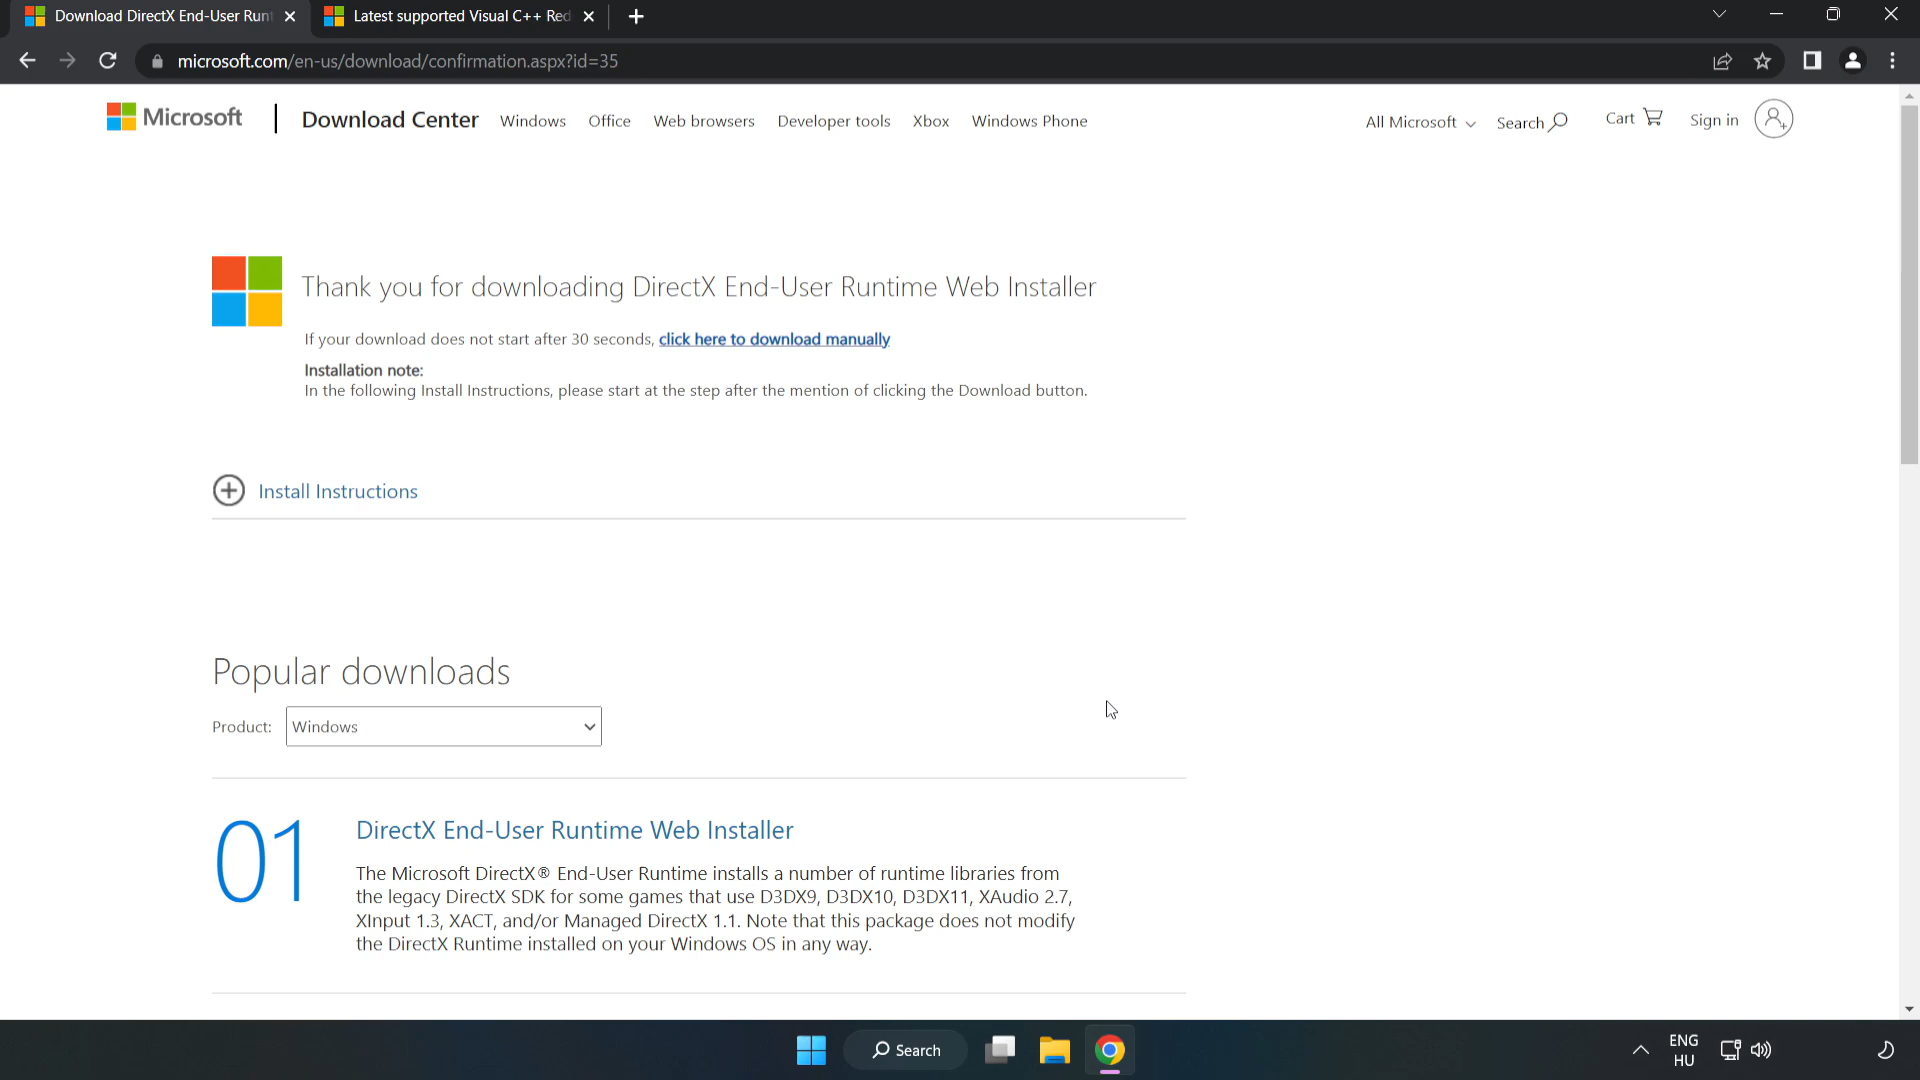 Download DirectX End-User Runt
Latest supported Visual C++ Red
microsoft.com/en-us/download/confirmation.aspx?id=35
Microsoft
Download Center
Windows
Office
Web browsers
Developer tools
Xbox
Windows Phone
All Microsoft
Search
Cart
Sign in
Thank you for downloading DirectX End-User Runtime Web Installer
If your download does not start after 30 seconds, click here to download manually
Installation note:
In the following Install Instructions, please start at the step after the mention of clicking the Download button.
Install Instructions
Popular downloads
Product: Windows
01
DirectX End-User Runtime Web Installer
The Microsoft DirectX® End-User Runtime installs a number of runtime libraries from
the legacy DirectX SDK for some games that use D3DX9, D3DX10, D3DX11, XAudio 2.7,
XInput 1.3, XACT, and/or Managed DirectX 1.1. Note that this package does not modify
the DirectX Runtime installed on your Windows OS in any way.
Search
ENG
HU